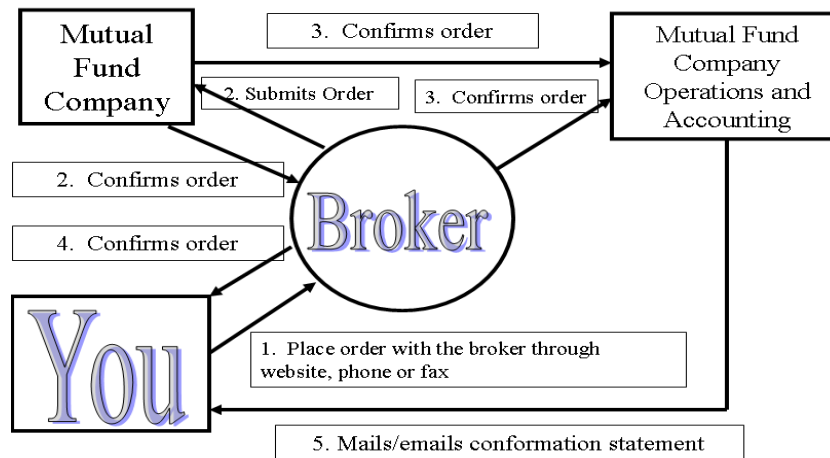 Mutual
Fund
Company
3. Confirms order
Mutual Fund
Company
Operations and
Accounting
2. Submits Order
3. Confirms order
2. Confirms order
Broker
4. Confirms order
You
1. Place order with the broker through
website, phone or fax
5. Mails/emails conformation statement